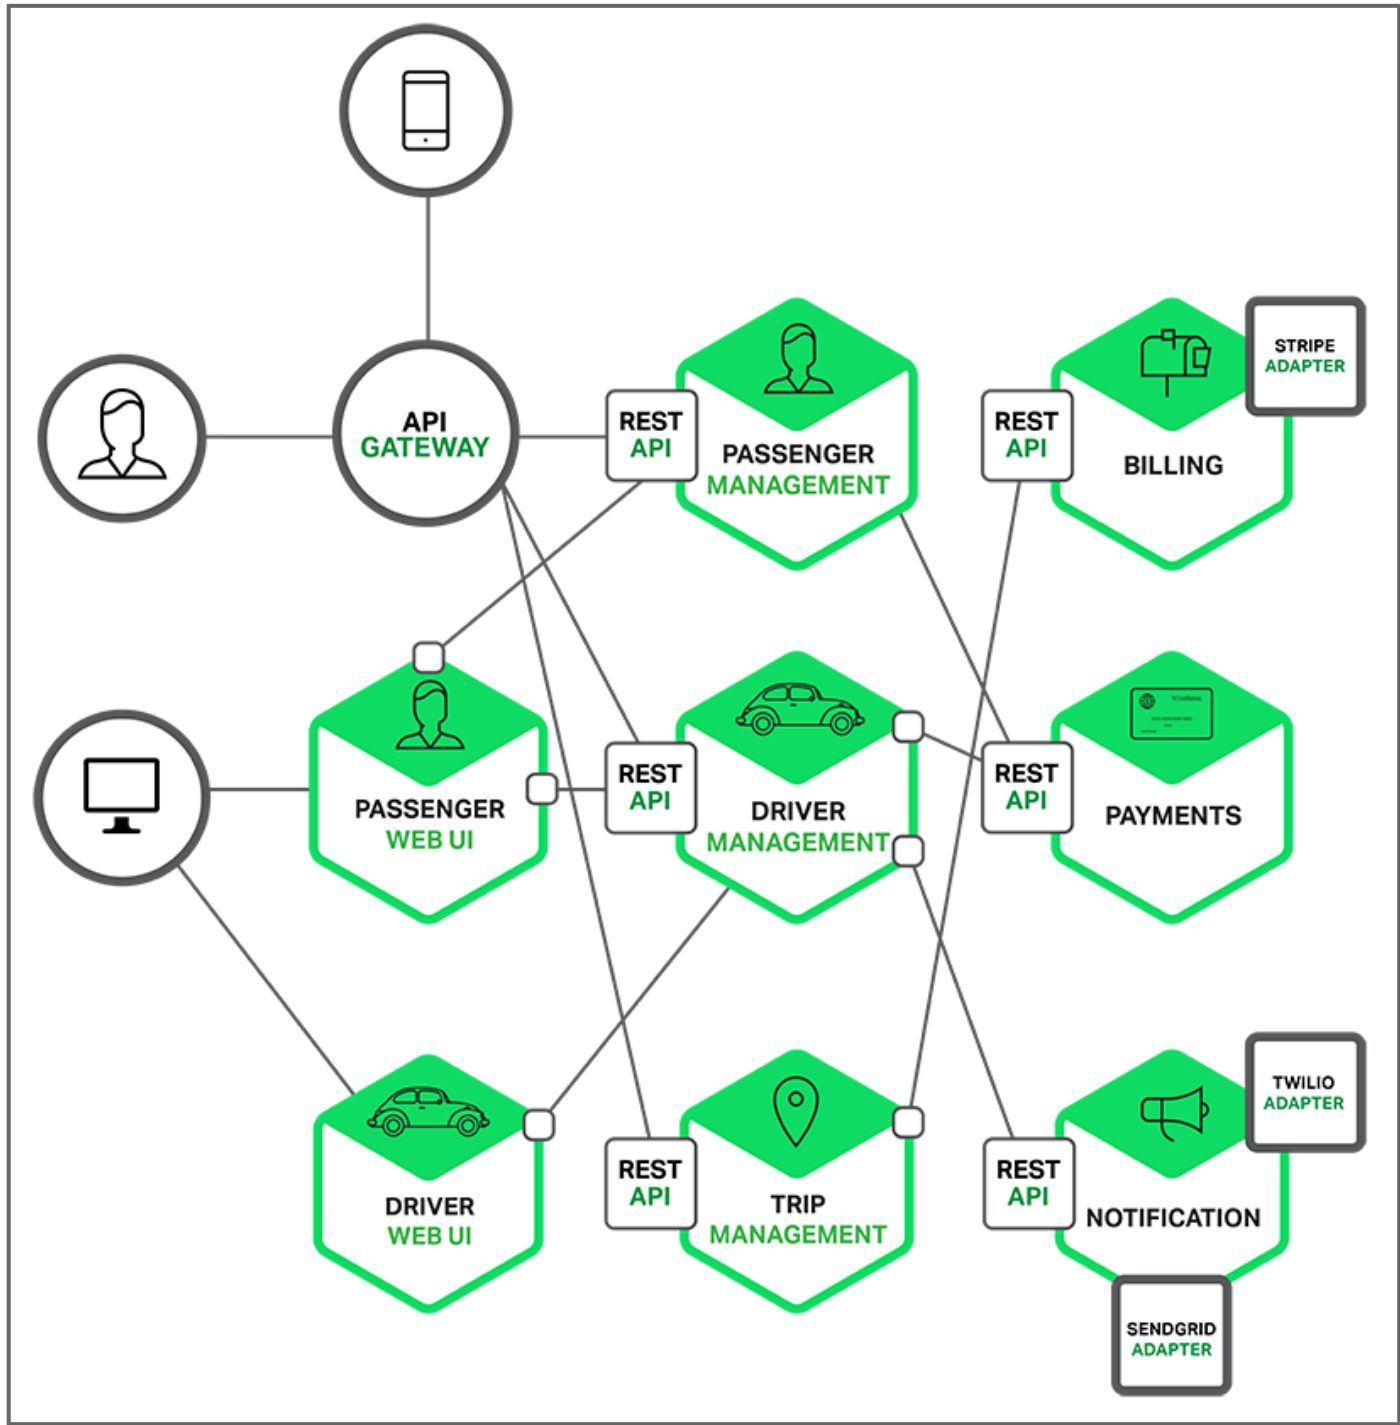 API
GATEWAY
REST
API
PASSENGER
MANAGEMENT
REST
API
BILLING
STRIPE
ADAPTER
PASSENGER
WEB UI
REST
API
DRIVER
MANAGEMENT
REST
API
PAYMENTS
DRIVER
WEB UI
REST
API
TRIP
MANAGEMENT
REST
API
NOTIFICATION
TWILIO
ADAPTER
SENDGRID
ADAPTER